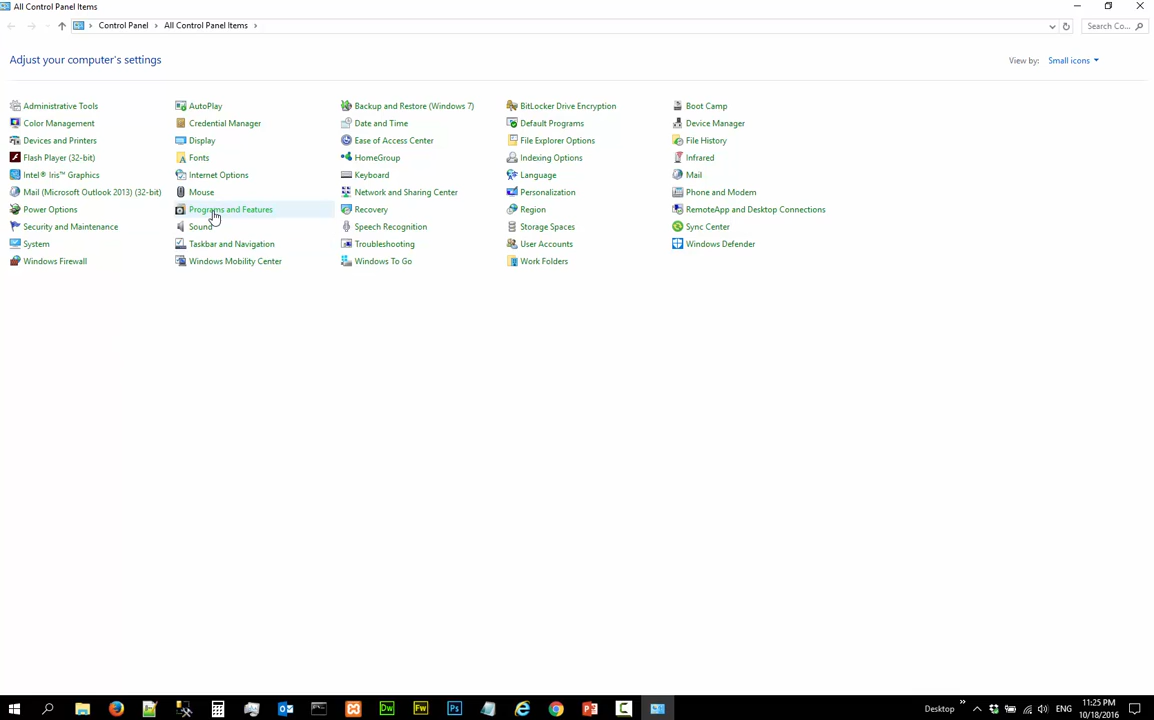 All Control Panel Items
Control Panel > All Control Panel Items >
Search Co...
Adjust your computer's settings
View by: Small icons
Administrative Tools
AutoPlay
Backup and Restore (Windows 7)
BitLocker Drive Encryption
Boot Camp
Color Management
Credential Manager
Date and Time
Default Programs
Device Manager
Devices and Printers
Display
Ease of Access Center
File Explorer Options
File History
Flash Player (32-bit)
Fonts
HomeGroup
Indexing Options
Infrared
Intel® Iris™ Graphics
Internet Options
Keyboard
Language
Mail
Mail (Microsoft Outlook 2013) (32-bit)
Mouse
Network and Sharing Center
Personalization
Phone and Modem
Power Options
Programs and Features
Recovery
Region
RemoteApp and Desktop Connections
Security and Maintenance
Sound
Speech Recognition
Storage Spaces
Sync Center
System
Taskbar and Navigation
Troubleshooting
User Accounts
Windows Defender
Windows Firewall
Windows Mobility Center
Windows To Go
Work Folders
Dw
Fw
Ps
Desktop
ENG
11:25 PM
10/18/2016